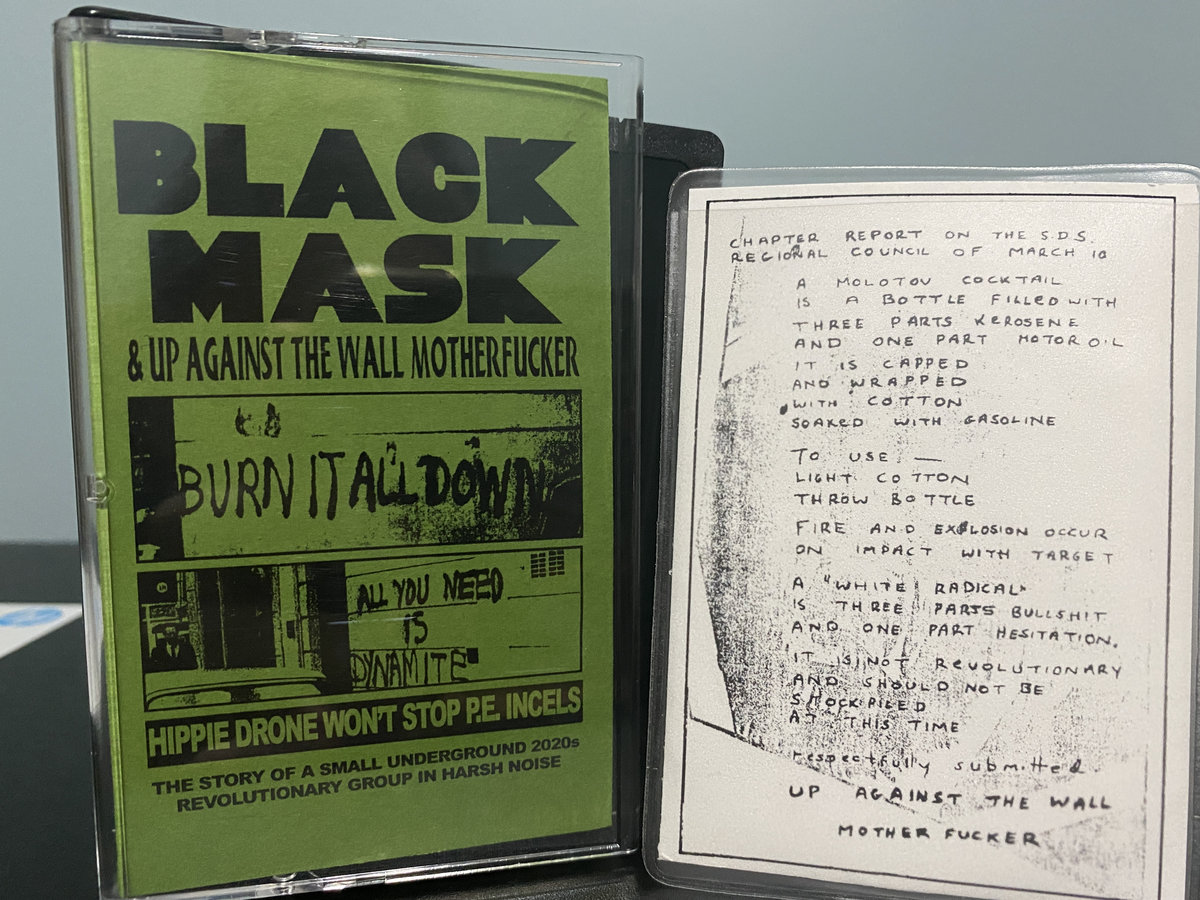 BLACK
MASK
& UP AGAINST THE WALL MOTHERFUCKER
BURN IT ALL DOWN
ALL YOU NEED
IS
DYNAMITE
HIPPIE DRONE WON'T STOP P.E. INCELS
THE STORY OF A SMALL UNDERGROUND 2020s
REVOLUTIONARY GROUP IN HARSH NOISE
CHAPTER REPORT ON THE S.D.S.
REGIONAL COUNCIL OF MARCH 10
A MOLOTOV COCKTAIL
IS A BOTTLE FILLED WITH
THREE PARTS KEROSENE
AND ONE PART MOTOR OIL
IT IS CAPPED
AND WRAPPED
WITH COTTON
SOAKED WITH GASOLINE
TO USE —
LIGHT COTTON
THROW BOTTLE
FIRE AND EXPLOSION OCCUR
ON IMPACT WITH TARGET
A "WHITE RADICAL"
IS THREE PARTS BULLSHIT
AND ONE PART HESITATION.
IT IS NOT REVOLUTIONARY
AND SHOULD NOT BE
STOCKPILED
AT THIS TIME
respectfully submitted
UP AGAINST THE WALL
MOTHER FUCKER